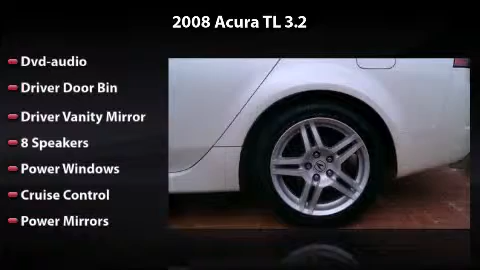 2008 Acura TL 3.2
Dvd-audio
Driver Door Bin
Driver Vanity Mirror
8 Speakers
Power Windows
Cruise Control
Power Mirrors